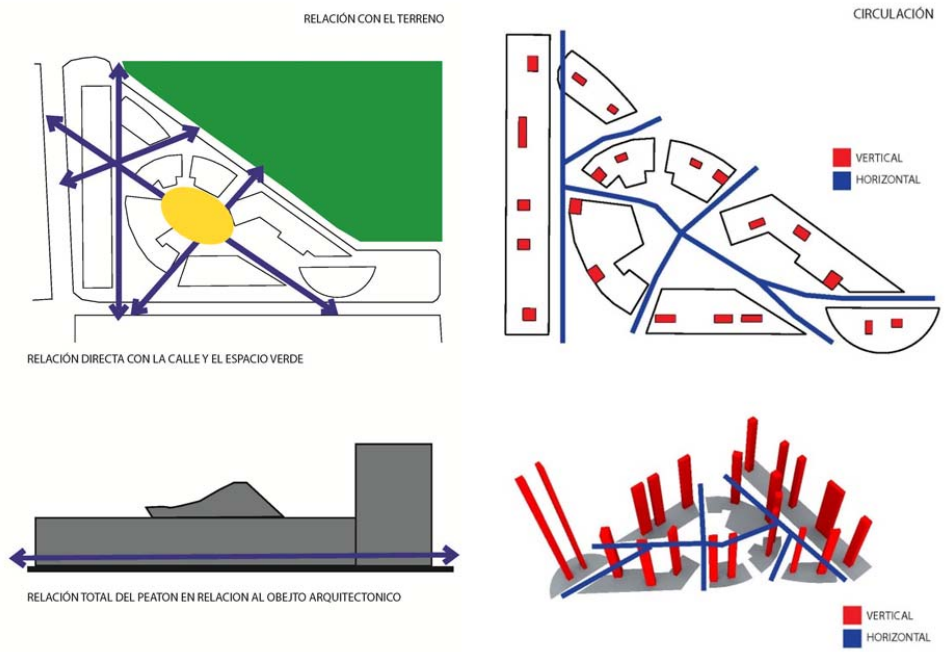 RELACIÓN CON EL TERRENO
RELACIÓN DIRECTA CON LA CALLE Y EL ESPACIO VERDE
RELACIÓN TOTAL DEL PEATON EN RELACION AL OBEJTO ARQUITECTONICO
CIRCULACIÓN
VERTICAL
HORIZONTAL
VERTICAL
HORIZONTAL